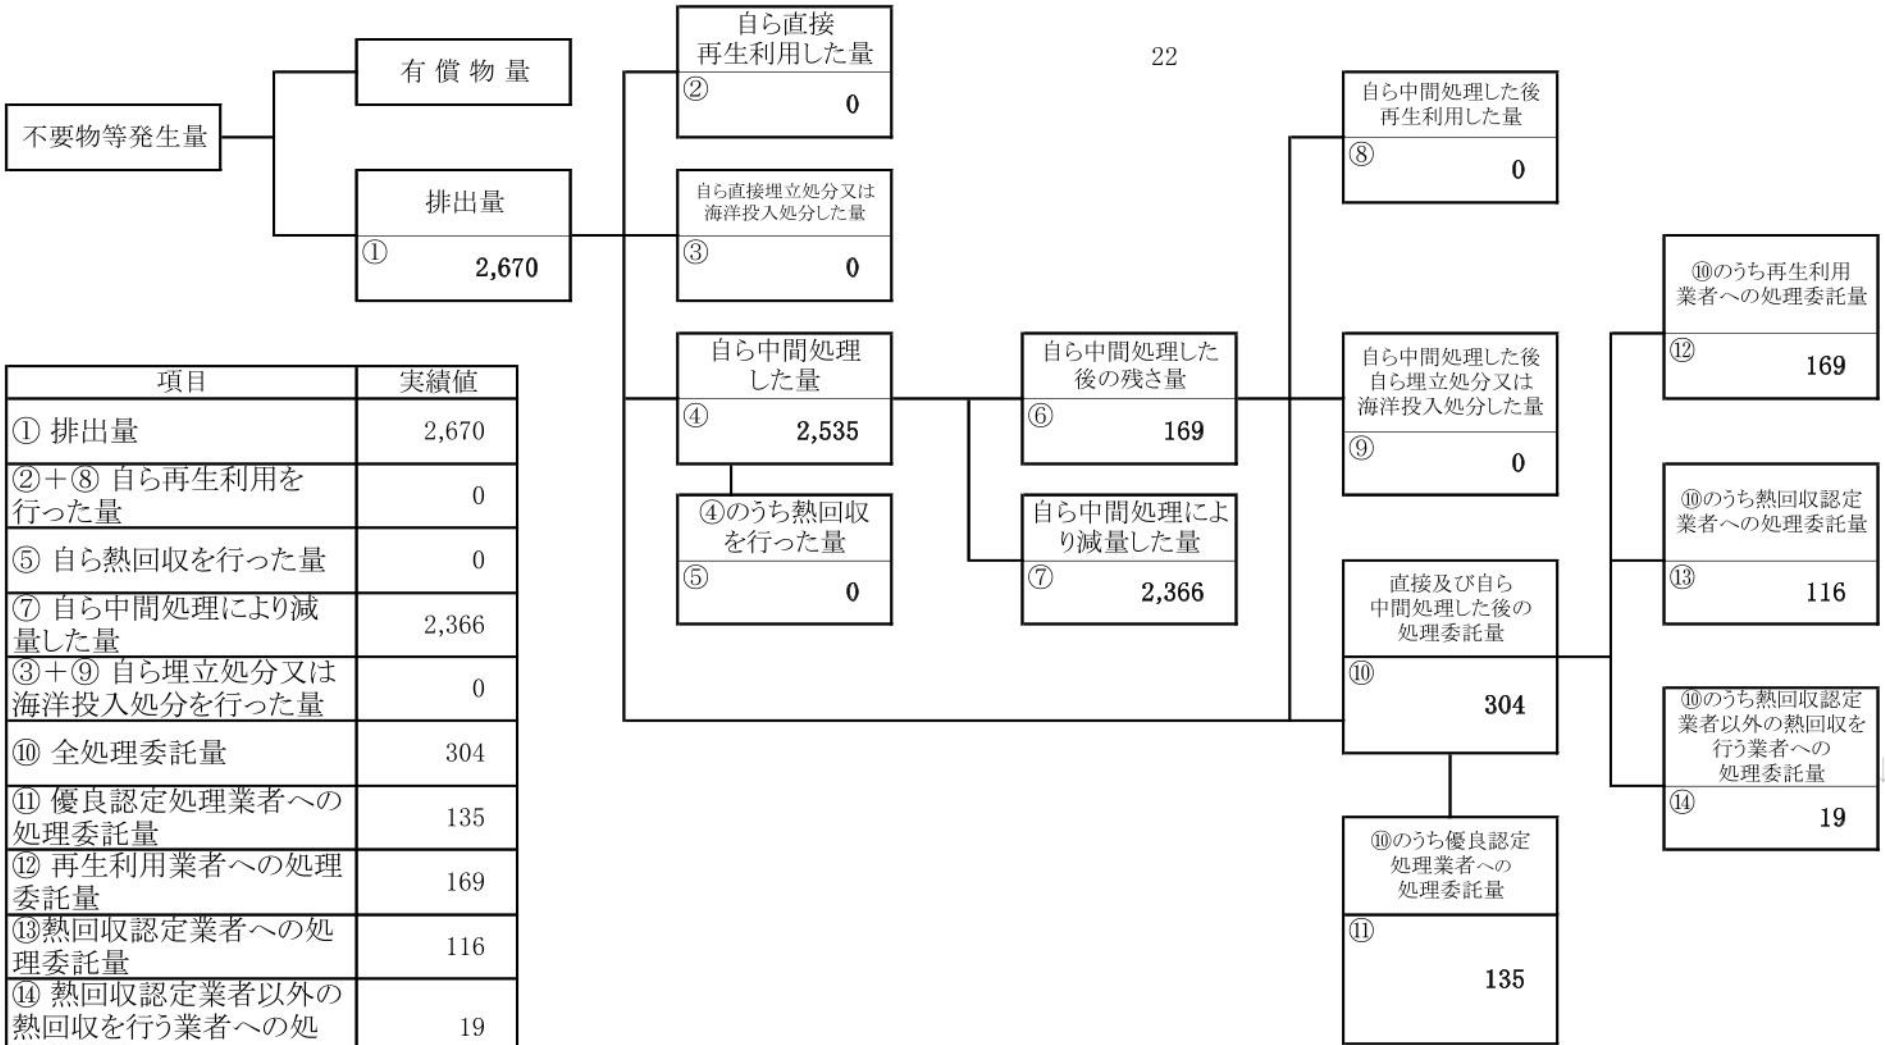 22
不要物等発生量
有 償 物 量
排出量
①
2,670
自ら直接
再生利用した量
②
0
自ら直接埋立処分又は
海洋投入処分した量
③
0
自ら中間処理
した量
④
2,535
④のうち熱回収
を行った量
⑤
0
自ら中間処理した
後の残さ量
⑥
169
自ら中間処理によ
り減量した量
⑦
2,366
自ら中間処理した後
再生利用した量
⑧
0
自ら中間処理した後
自ら埋立処分又は
海洋投入処分した量
⑨
0
直接及び自ら
中間処理した後の
処理委託量
⑩
304
⑩のうち優良認定
処理業者への
処理委託量
⑪
135
⑩のうち再生利用
業者への処理委託量
⑫
169
⑩のうち熱回収認定
業者への処理委託量
⑬
116
⑩のうち熱回収認定
業者以外の熱回収を
行う業者への
処理委託量
⑭
19
項目 実績値
① 排出量 2,670
②+⑧ 自ら再生利用を
行った量 0
⑤ 自ら熱回収を行った量 0
⑦ 自ら中間処理により減
量した量 2,366
③+⑨ 自ら埋立処分又は
海洋投入処分を行った量 0
⑩ 全処理委託量 304
⑪ 優良認定処理業者への
処理委託量 135
⑫ 再生利用業者への処理
委託量 169
⑬熱回収認定業者への処
理委託量 116
⑭ 熱回収認定業者以外の
熱回収を行う業者への処 19